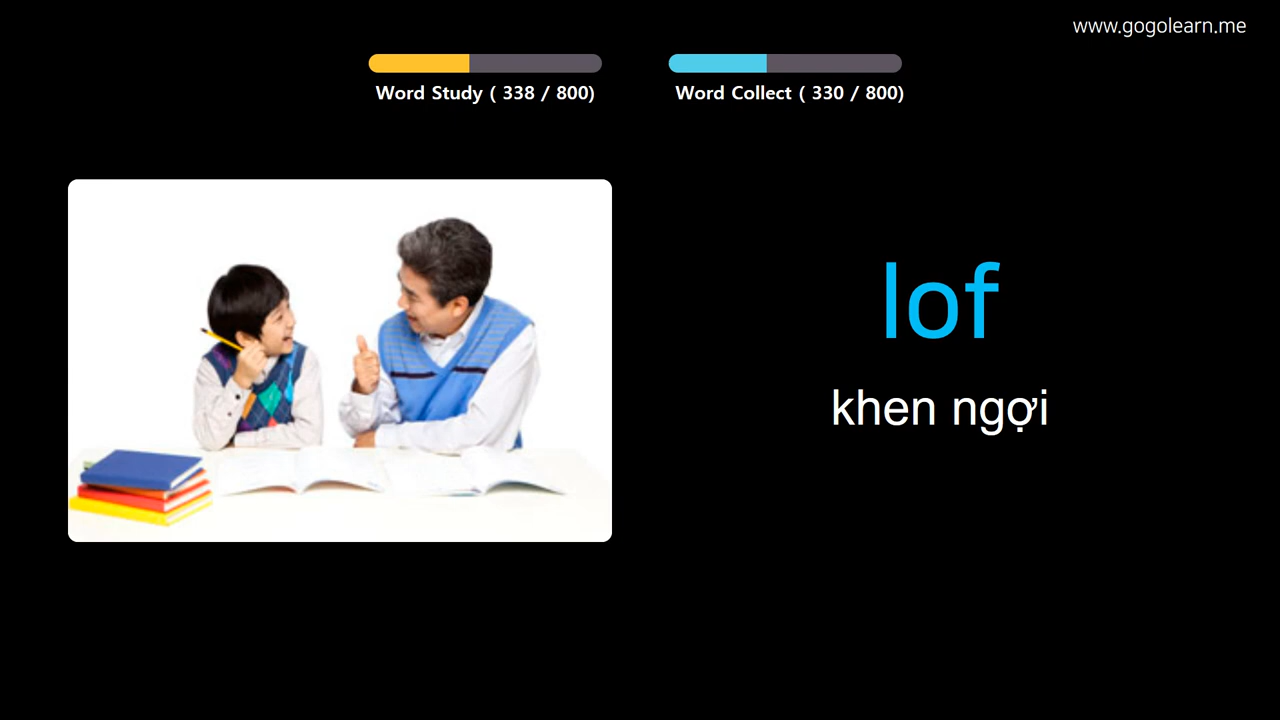 www.gogolearn.me
Word Study ( 338 / 800)
Word Collect ( 330 / 800)
lof
khen ngợi